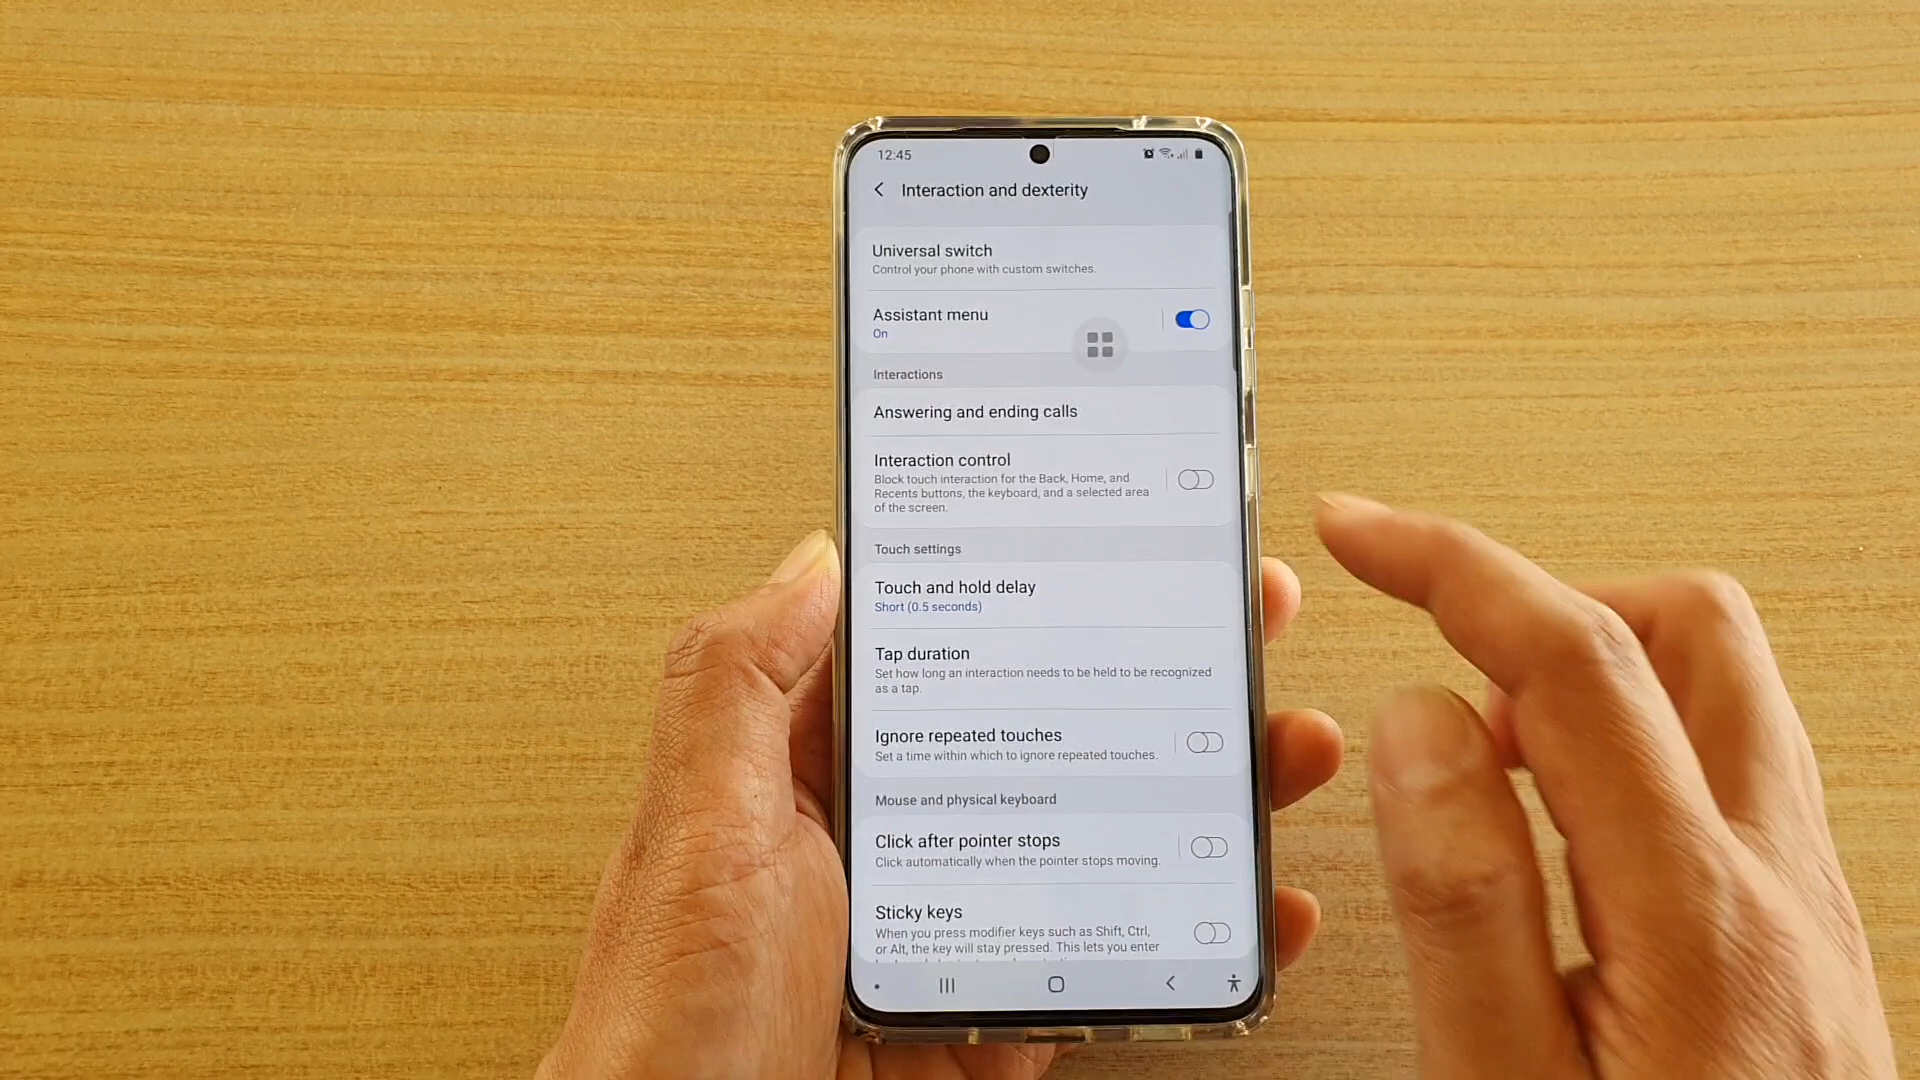 12:45
Interaction and dexterity
Universal switch
Control your phone with custom switches.
Assistant menu
On
Interactions
Answering and ending calls
Interaction control
Block touch interaction for the Back, Home, and
Recents buttons, the keyboard, and a selected area
of the screen.
Touch settings
Touch and hold delay
Short (0.5 seconds)
Tap duration
Set how long an interaction needs to be held to be recognized
as a tap.
Ignore repeated touches
Set a time within which to ignore repeated touches.
Mouse and physical keyboard
Click after pointer stops
Click automatically when the pointer stops moving.
Sticky keys
When you press modifier keys such as Shift, Ctrl,
or Alt, the key will stay pressed. This lets you enter